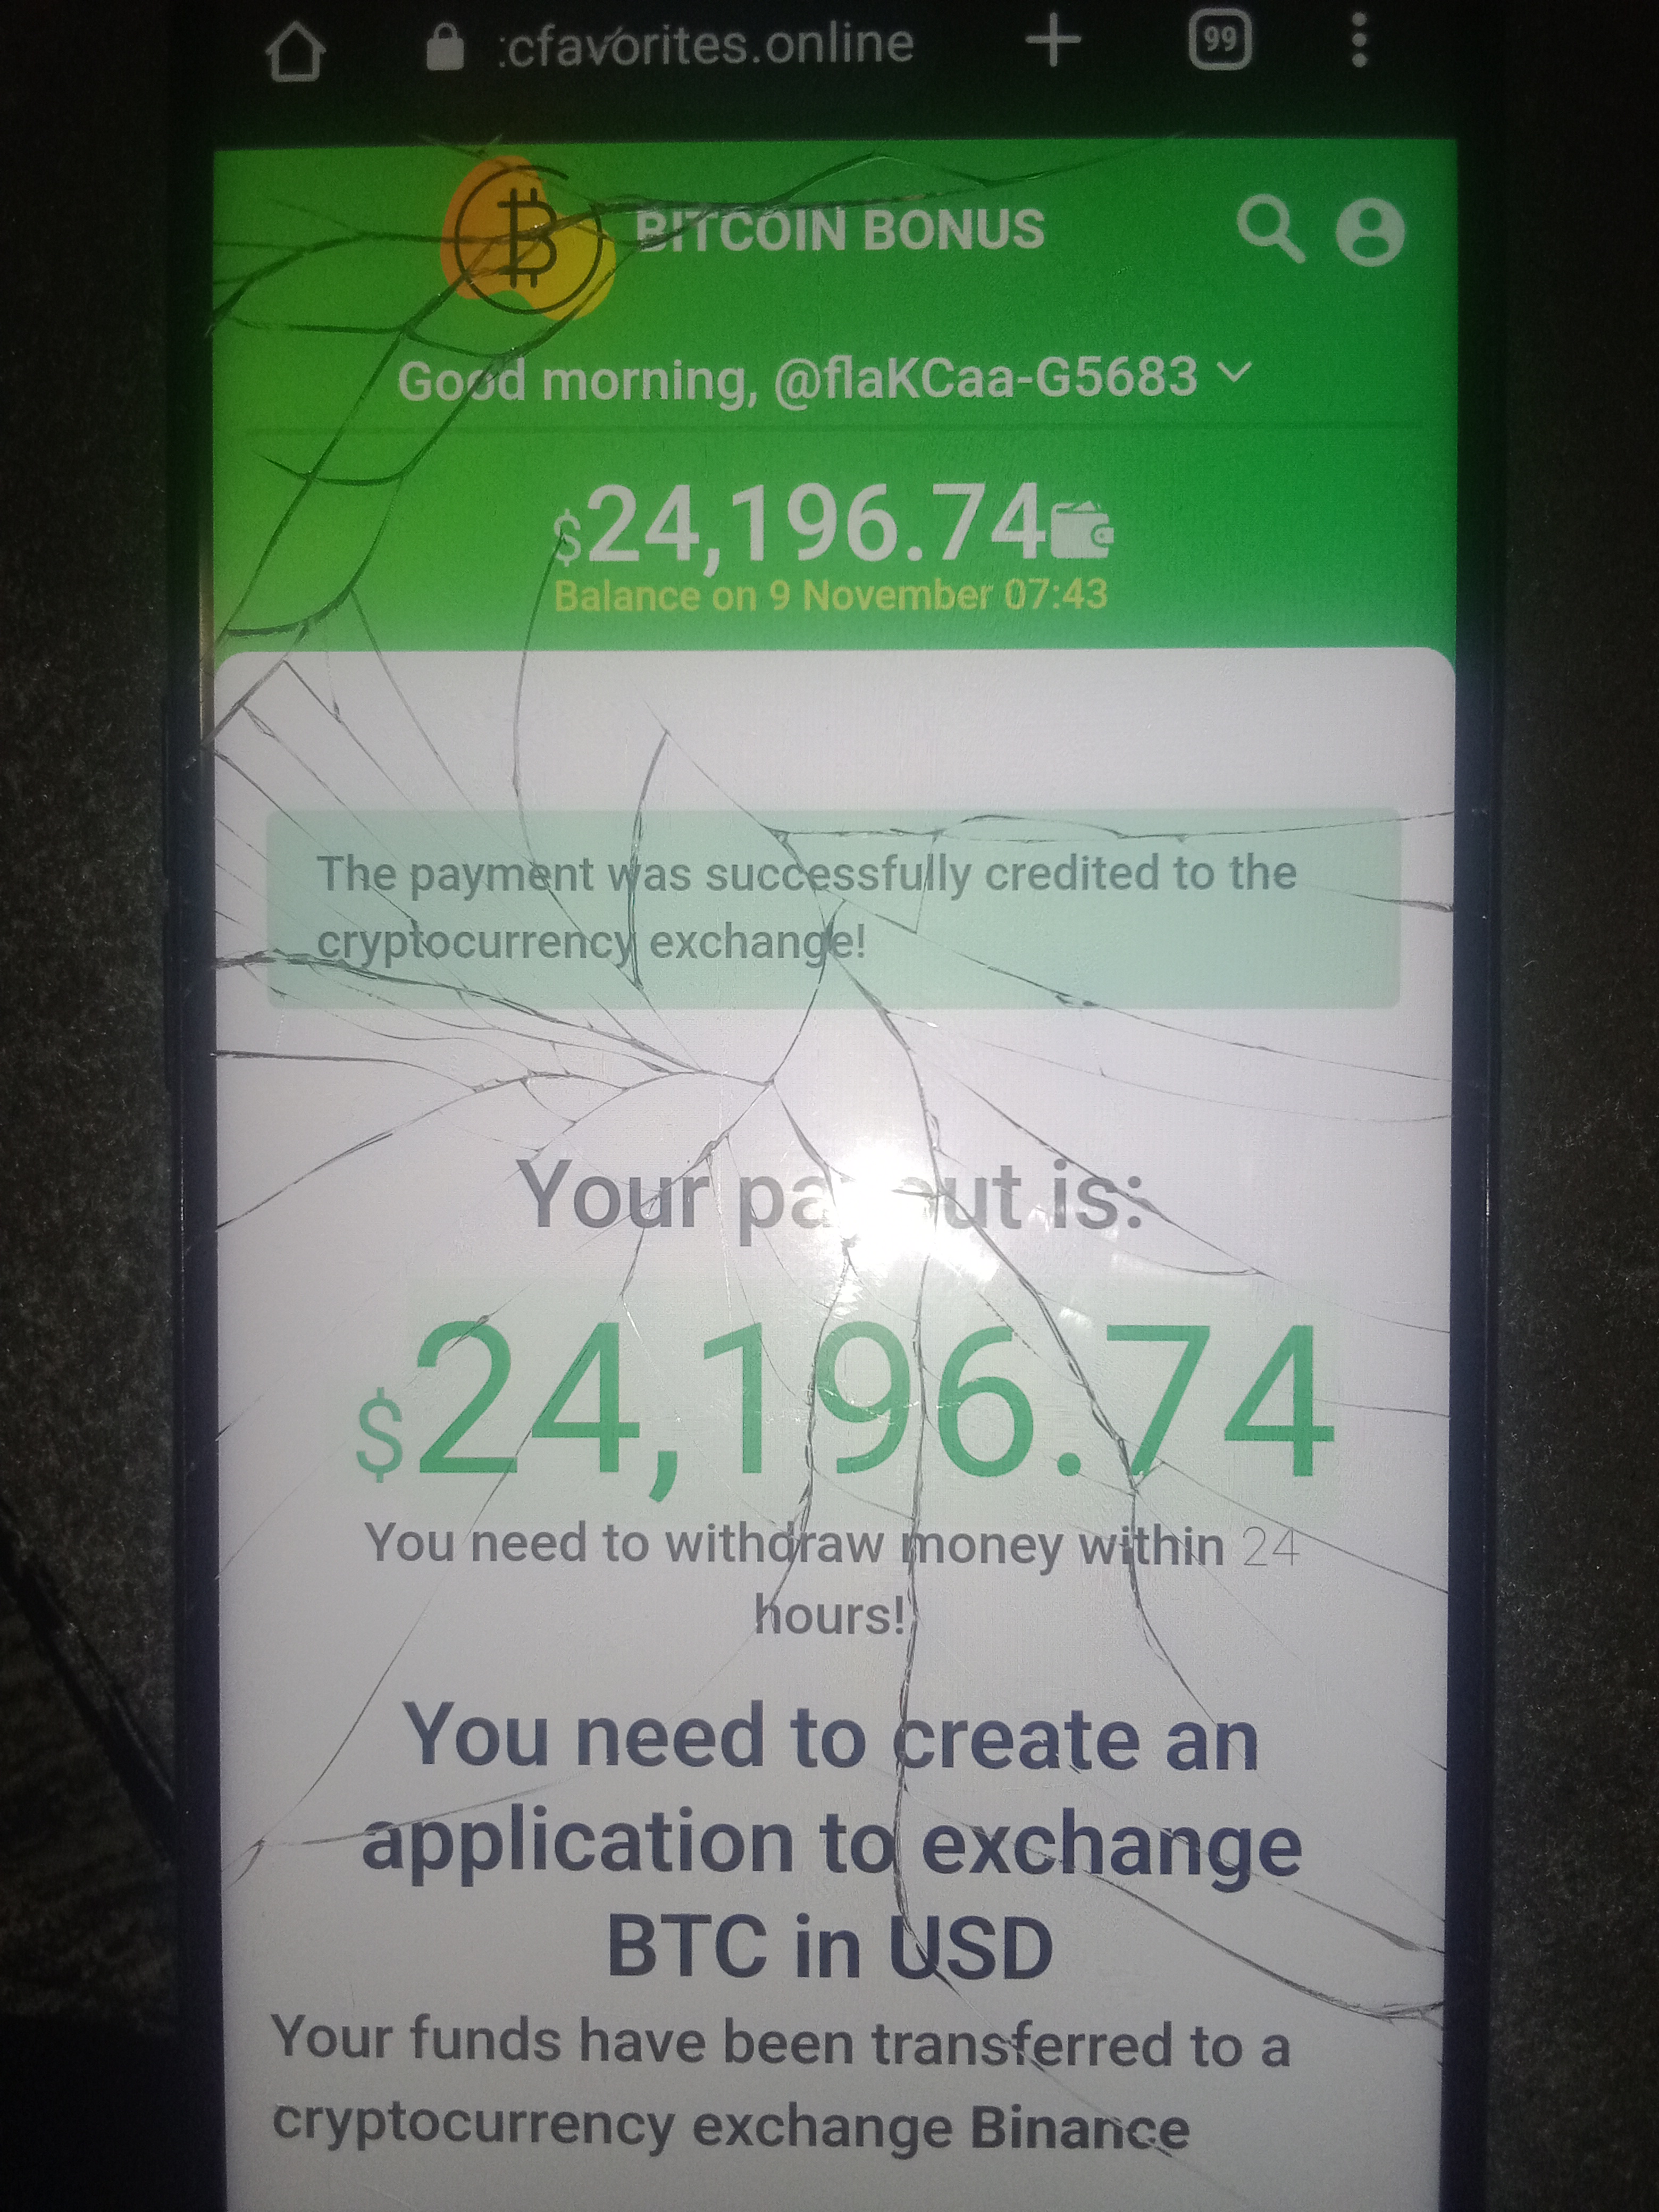 :cfavorites.online
99
BITCOIN BONUS
Good morning, @flaKCaa-G5683
$24,196.74
Balance on 9 November 07:43
The payment was successfully credited to the
cryptocurrency exchange!
Your payout is:
$24,196.74
You need to withdraw money within 24
hours!
You need to create an
application to exchange
BTC in USD
Your funds have been transferred to a
cryptocurrency exchange Binance